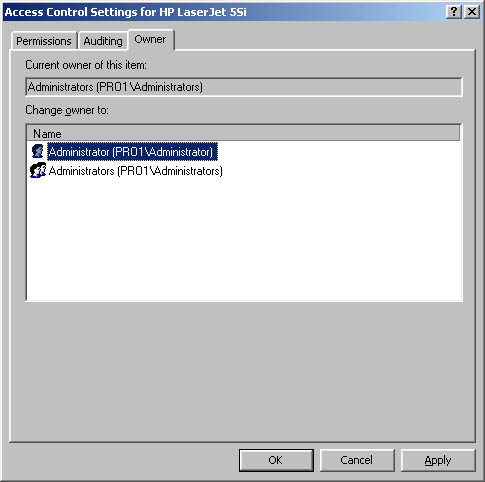 Access Control Settings for HP LaserJet 5Si
Permissions Auditing Owner
Current owner of this item:
Administrators (PRO1\Administrators)
Change owner to:
Name
Administrator (PRO1\Administrator)
Administrators (PRO1\Administrators)
OK Cancel Apply